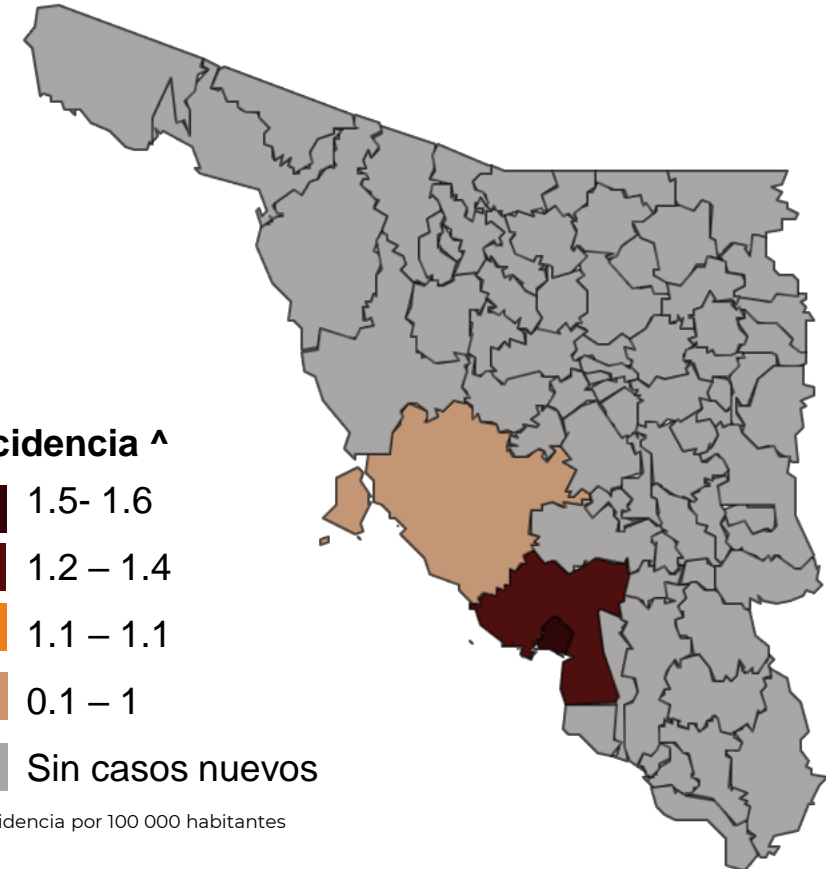 cidencia ^
1.5- 1.6
1.2 – 1.4
1.1 – 1.1
0.1 – 1
Sin casos nuevos
idencia por 100 000 habitantes